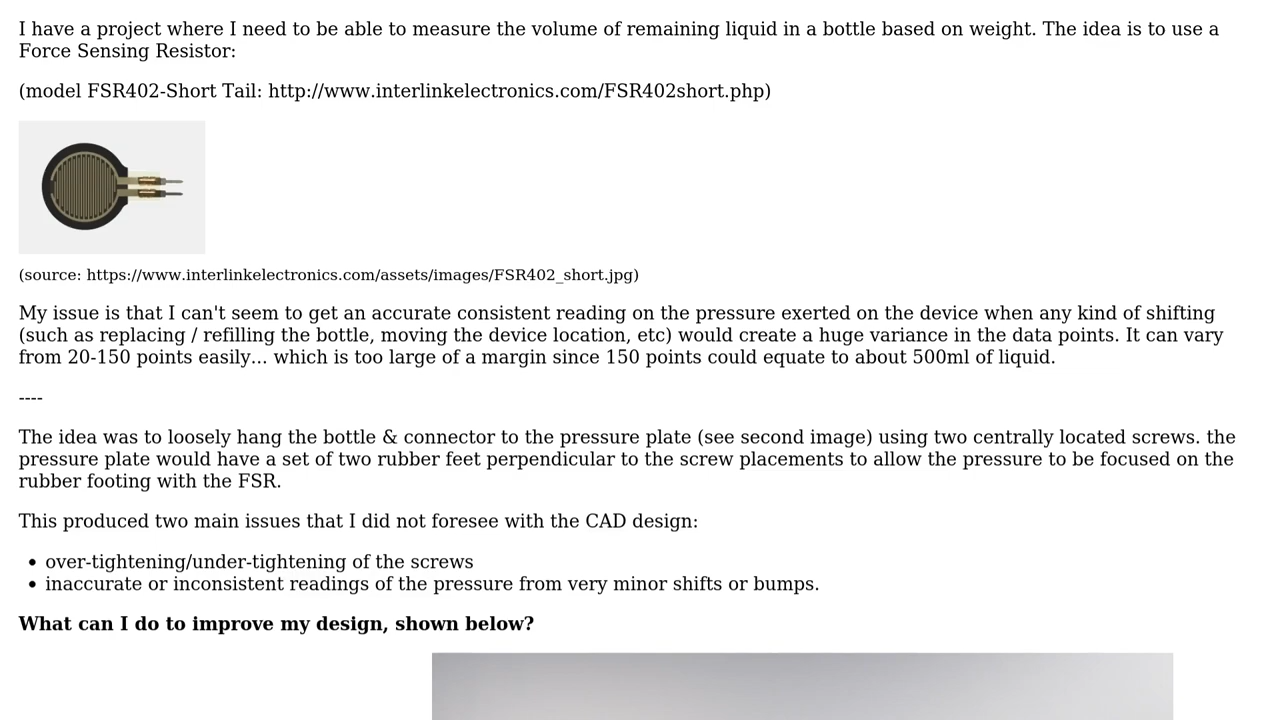 I have a project where I need to be able to measure the volume of remaining liquid in a bottle based on weight. The idea is to use a
Force Sensing Resistor:
(model FSR402-Short Tail: http://www.interlinkelectronics.com/FSR402short.php)
(source: https://www.interlinkelectronics.com/assets/images/FSR402_short.jpg)
My issue is that I can't seem to get an accurate consistent reading on the pressure exerted on the device when any kind of shifting
(such as replacing / refilling the bottle, moving the device location, etc) would create a huge variance in the data points. It can vary
from 20-150 points easily... which is too large of a margin since 150 points could equate to about 500ml of liquid.
----
The idea was to loosely hang the bottle & connector to the pressure plate (see second image) using two centrally located screws. the
pressure plate would have a set of two rubber feet perpendicular to the screw placements to allow the pressure to be focused on the
rubber footing with the FSR.
This produced two main issues that I did not foresee with the CAD design:
• over-tightening/under-tightening of the screws
• inaccurate or inconsistent readings of the pressure from very minor shifts or bumps.
What can I do to improve my design, shown below?